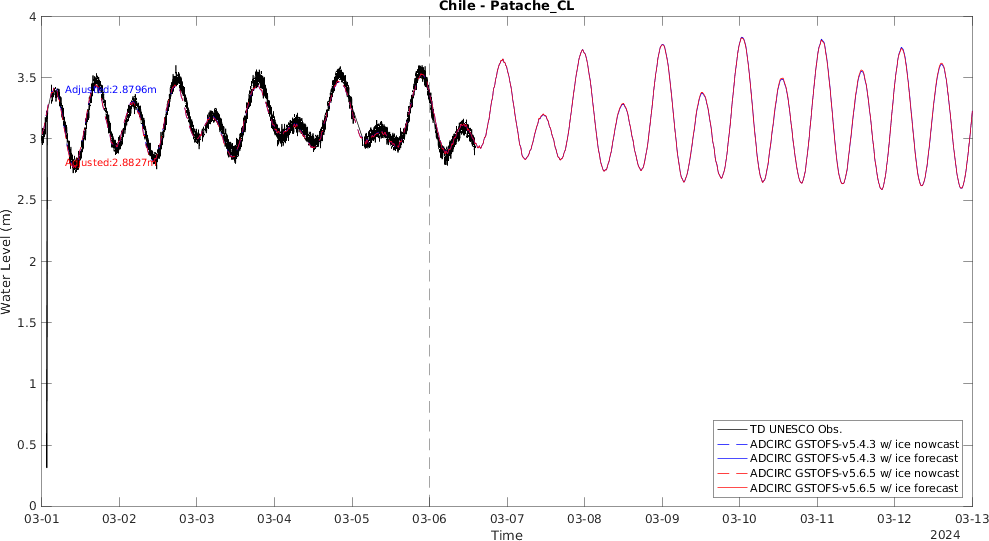 Chile - Patache_CL
Water Level (m)
4
3.5
3
2.5
2
1.5
1
0.5
0
Adjusted:2.8796m
Adjusted:2.8827m
TD UNESCO Obs.
ADCIRC GSTOFS-v5.4.3 w/ ice nowcast
ADCIRC GSTOFS-v5.4.3 w/ ice forecast
ADCIRC GSTOFS-v5.6.5 w/ ice nowcast
ADCIRC GSTOFS-v5.6.5 w/ ice forecast
03-01 03-02 03-03 03-04 03-05 03-06 03-07 03-08 03-09 03-10 03-11 03-12 03-13
Time
2024